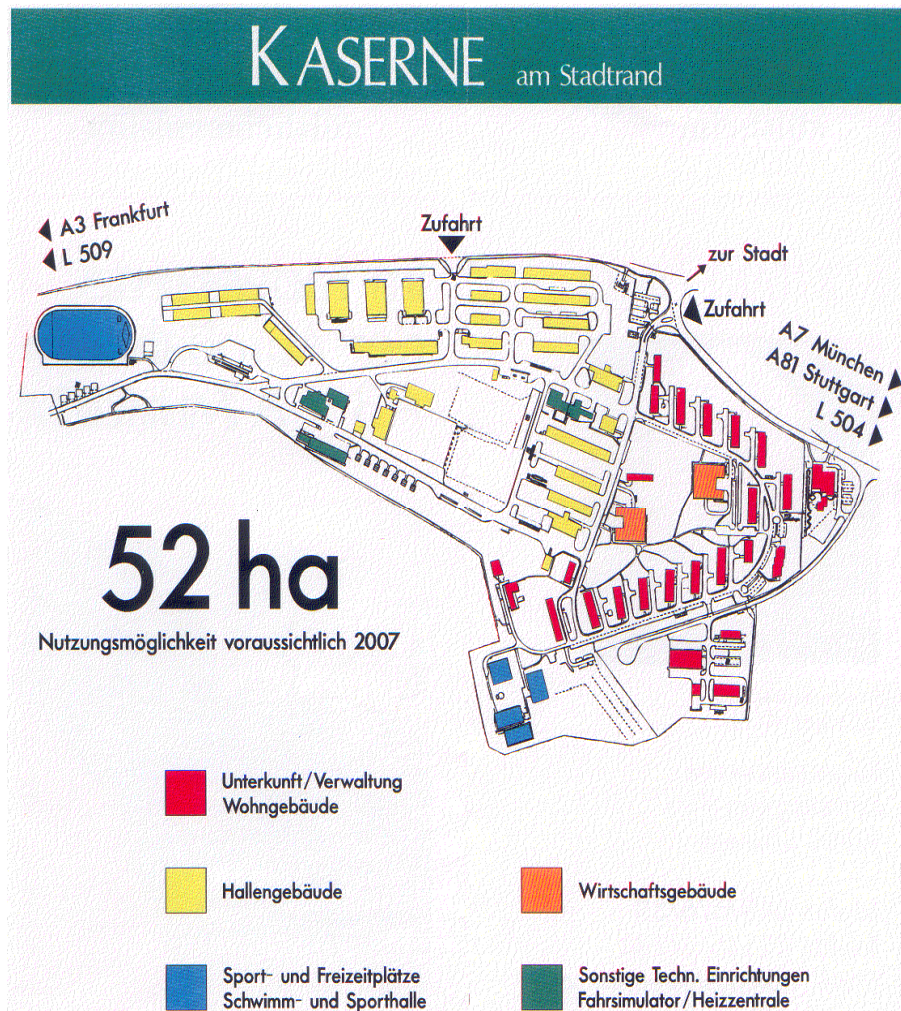 KASERNE am Stadtrand
A3 Frankfurt
L 509
Zufahrt
zur Stadt
Zufahrt
A7 München
A81 Stuttgart
L 504
52 ha
Nutzungsmöglichkeit voraussichtlich 2007
Unterkunft/Verwaltung
Wohngebäude
Hallengebäude
Wirtschaftsgebäude
Sport- und Freizeitplätze
Schwimm- und Sporthalle
Sonstige Techn. Einrichtungen
Fahrsimulator/Heizzentrale